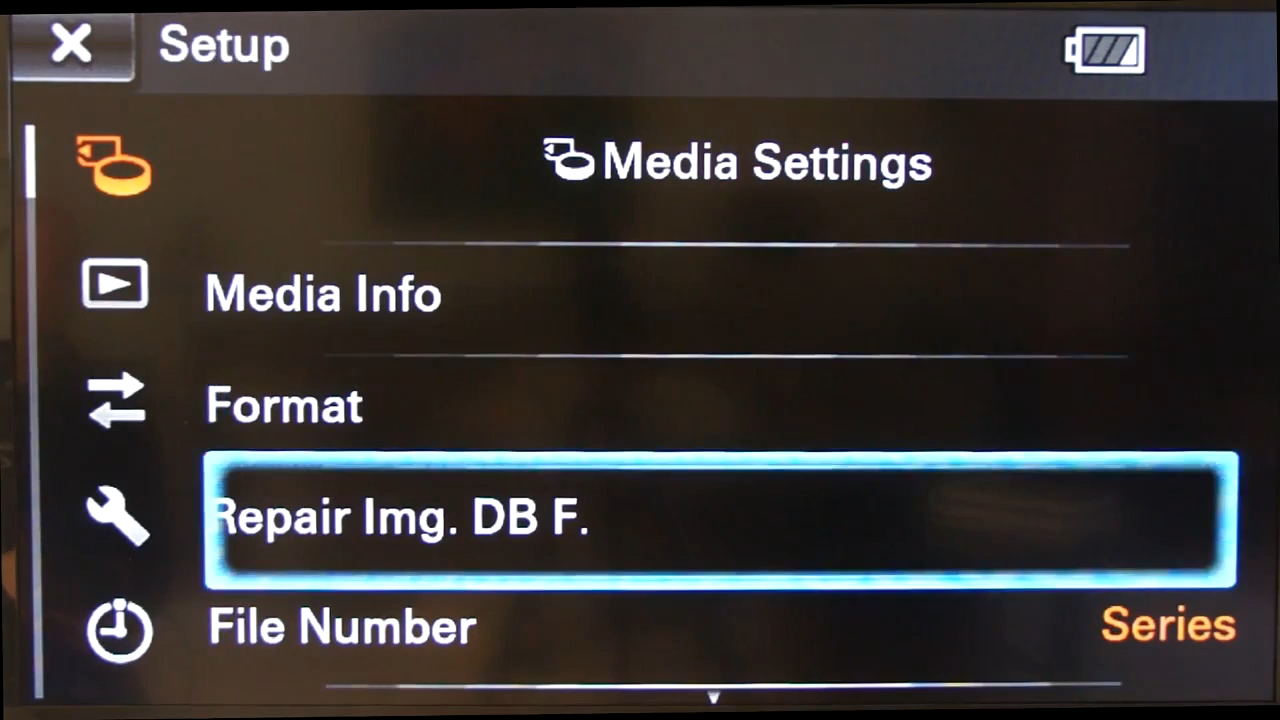 Setup
Media Settings
Media Info
Format
Repair Img. DB F.
File Number
Series